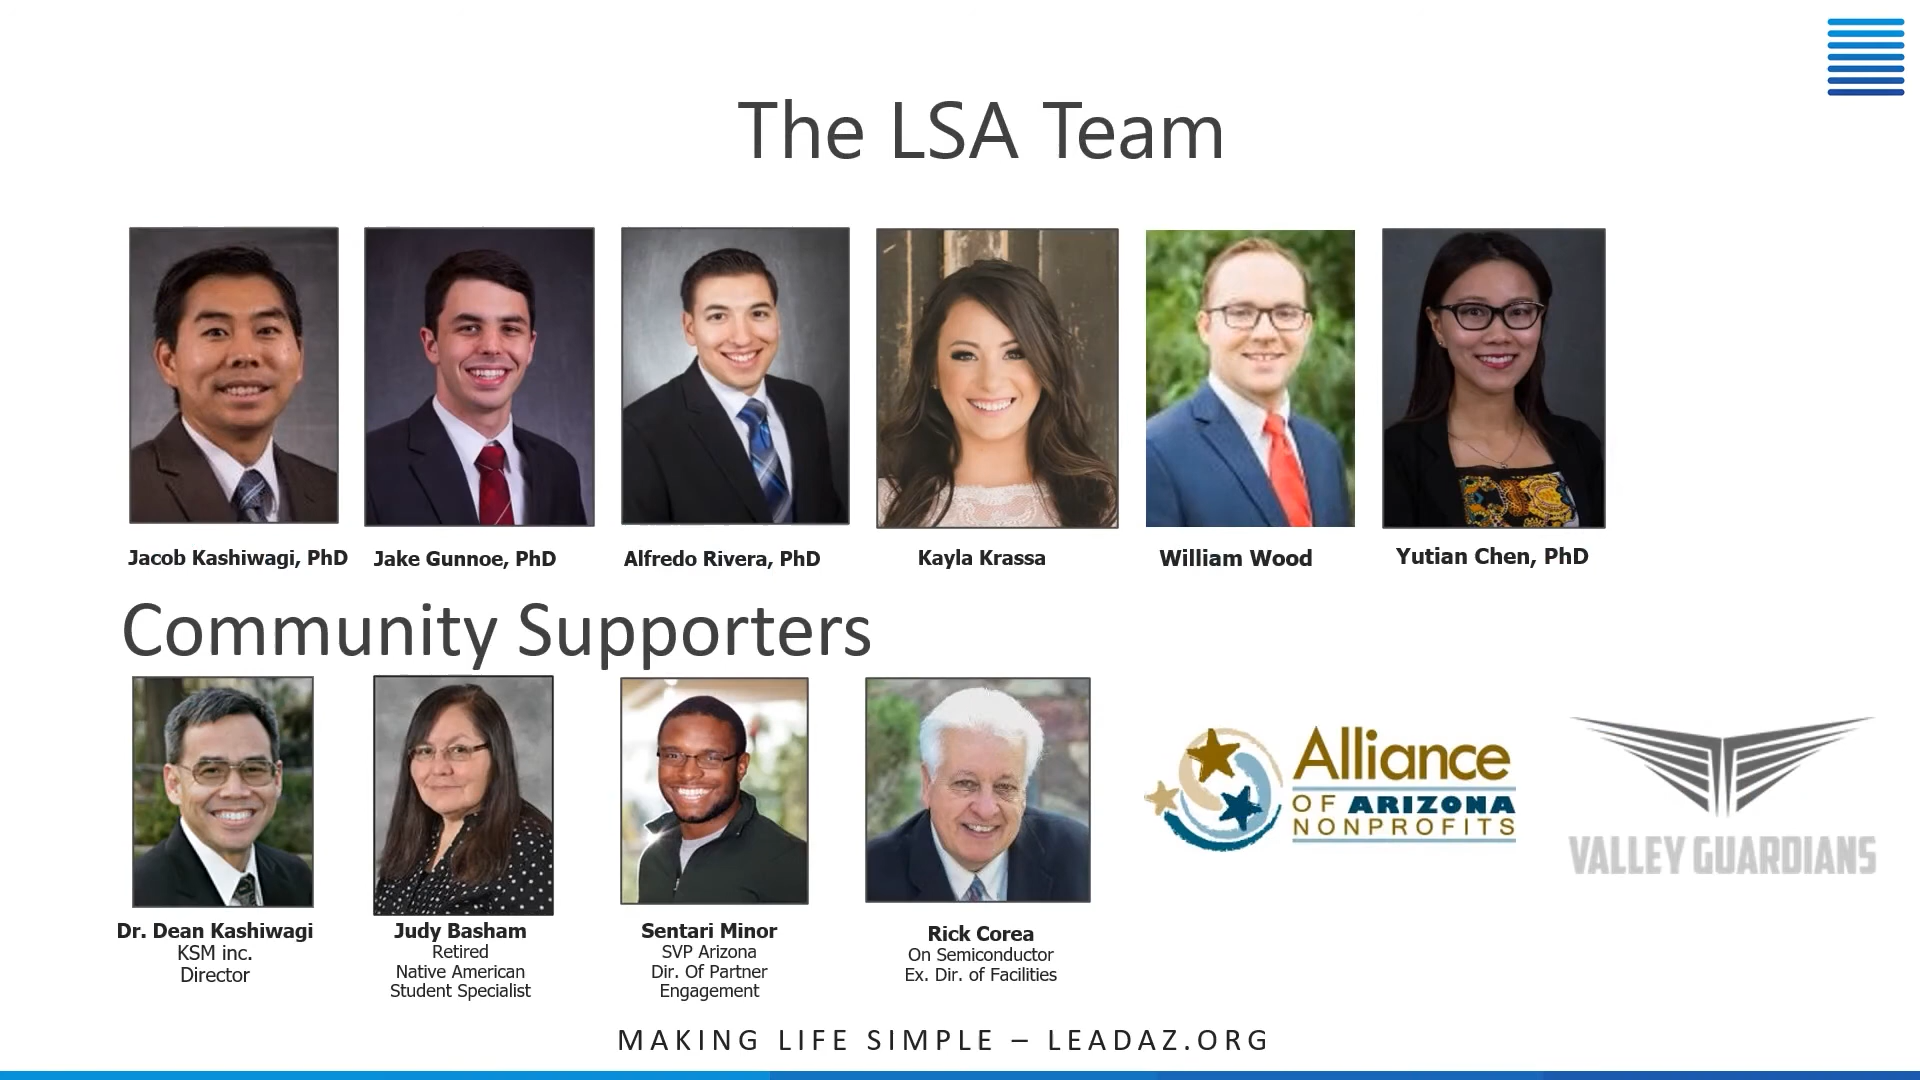 The LSA Team
Jacob Kashiwagi, PhD
Jake Gunnoe, PhD
Alfredo Rivera, PhD
Kayla Krassa
William Wood
Yutian Chen, PhD
Community Supporters
Dr. Dean Kashiwagi
KSM inc.
Director
Judy Basham
Retired
Native American
Student Specialist
Sentari Minor
SVP Arizona
Dir. Of Partner
Engagement
Rick Corea
On Semiconductor
Ex. Dir. of Facilities
Alliance
OF ARIZONA
NONPROFITS
VALLEY GUARDIANS
MAKING LIFE SIMPLE – LEADAZ.ORG